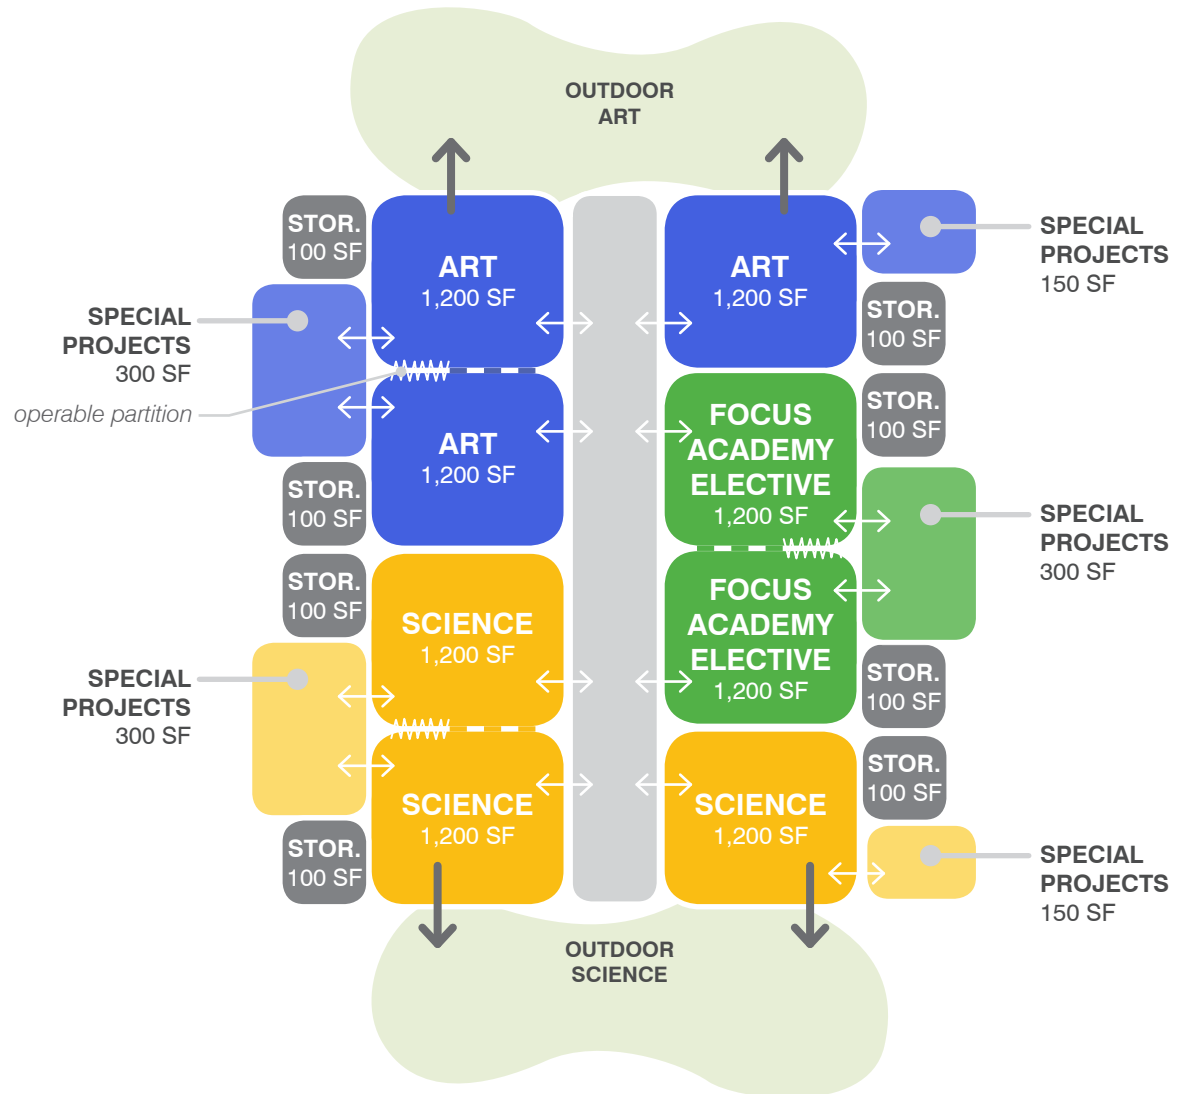 OUTDOOR
ART
STOR.
100 SF
ART
1,200 SF
ART
1,200 SF
SPECIAL
PROJECTS
150 SF
SPECIAL
PROJECTS
300 SF
STOR.
100 SF
operable partition
STOR.
100 SF
ART
1,200 SF
FOCUS
ACADEMY
ELECTIVE
1,200 SF
STOR.
100 SF
SPECIAL
PROJECTS
300 SF
STOR.
100 SF
SCIENCE
1,200 SF
FOCUS
ACADEMY
ELECTIVE
1,200 SF
SPECIAL
PROJECTS
300 SF
STOR.
100 SF
SCIENCE
1,200 SF
SCIENCE
1,200 SF
STOR.
100 SF
STOR.
100 SF
SPECIAL
PROJECTS
150 SF
OUTDOOR
SCIENCE